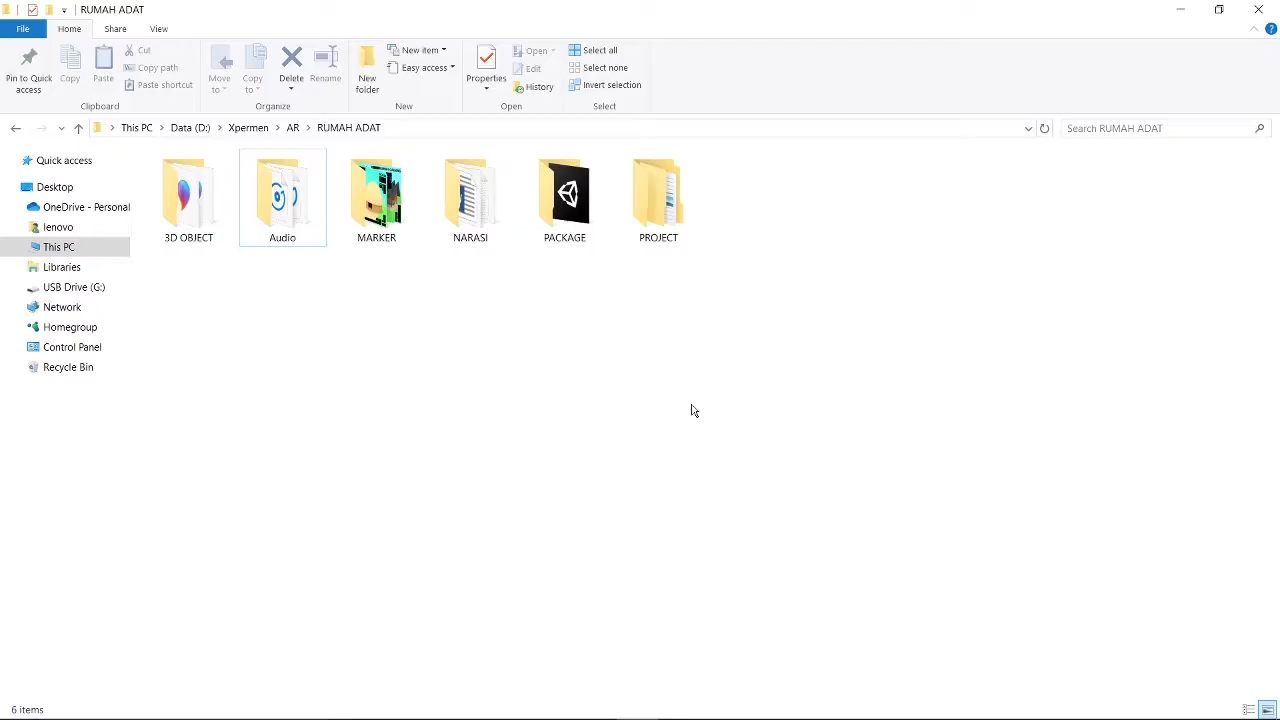 RUMAH ADAT
File Home Share View
Pin to Quick access
Copy
Paste
Cut
Copy path
Paste shortcut
Clipboard
Move to
Copy to
Delete
Rename
Organize
New folder
New item
Easy access
New
Properties
Open
Edit
History
Open
Select all
Select none
Invert selection
Select
This PC > Data (D:) > Xpermen > AR > RUMAH ADAT
Search RUMAH ADAT
Quick access
Desktop
OneDrive - Personal
lenovo
This PC
Libraries
USB Drive (G:)
Network
Homegroup
Control Panel
Recycle Bin
3D OBJECT
Audio
MARKER
NARASI
PACKAGE
PROJECT
6 items